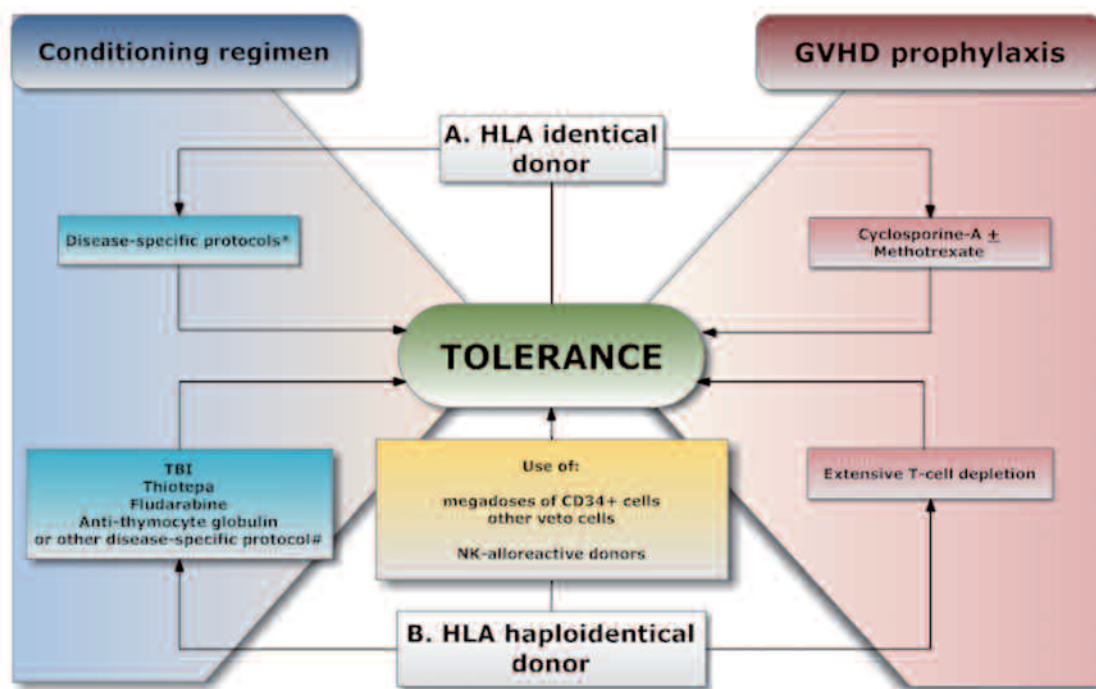 Conditioning regimen
GVHD prophylaxis
A. HLA identical
donor
Disease-specific protocols*
Cyclosporine-A ±
Methotrexate
TOLERANCE
TBI
Thiotepa
Fludarabine
Anti-thymocyte globulin
or other disease-specific protocol#
Use of:
megadoses of CD34+ cells
other veto cells
NK-alloreactive donors
Extensive T-cell depletion
B. HLA haploidentical
donor